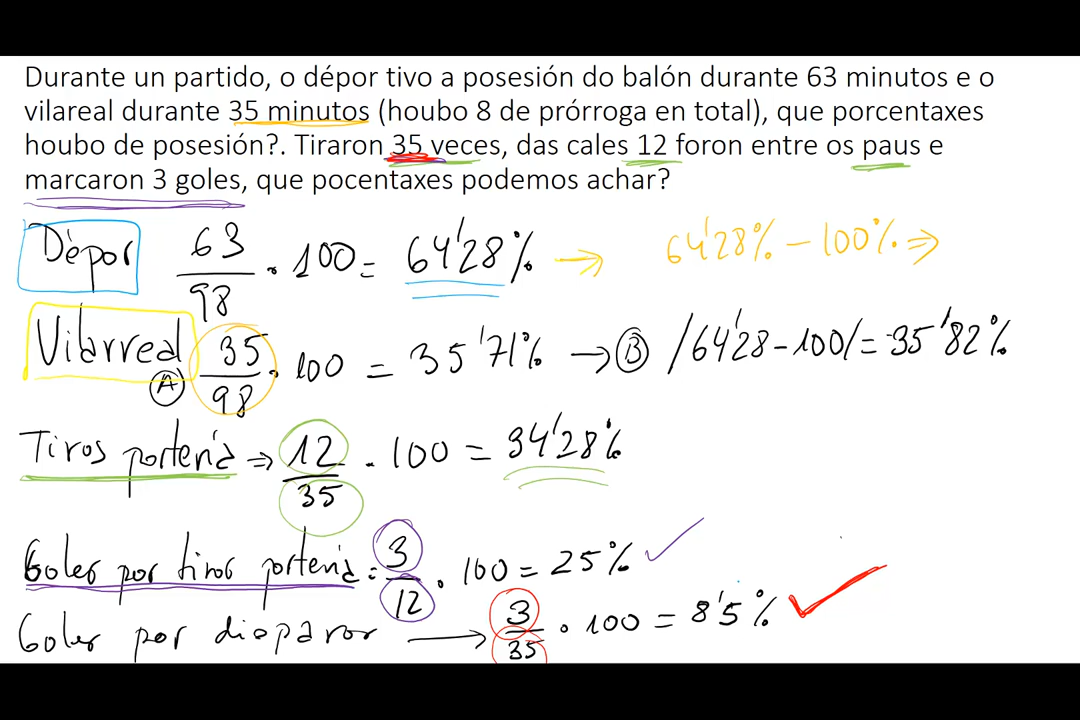 Durante un partido, o dépor tivo a posesión do balón durante 63 minutos e o
vilareal durante 35 minutos (houbo 8 de prórroga en total), que porcentaxes
houbo de posesión?. Tiraron 35 veces, das cales 12 foron entre os paus e
marcaron 3 goles, que pocentaxes podemos achar?
Dépor 63/98 · 100 = 64'28% → 64'28% - 100% ⇒
Vilarreal A 35/98 · 100 = 35'71% → B /64'28 - 100/ = 35'82%
Tiros portería ⇒ 12/35 · 100 = 34'28%
Goles por tiros portería = 3/12 · 100 = 25%
Goles por disparos → 3/35 · 100 = 8'5%